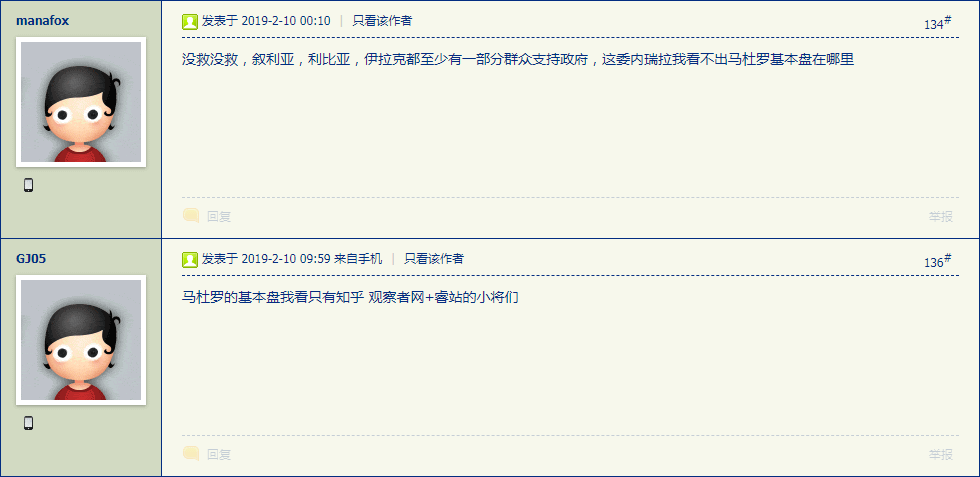 manafox
发表于 2019-2-10 00:10 | 只看该作者
134#
没救没救，叙利亚，利比亚，伊拉克都至少有一部分群众支持政府，这委内瑞拉我看不出马杜罗基本盘在哪里
回复
举报
GJ05
发表于 2019-2-10 09:59 来自手机 | 只看该作者
136#
马杜罗的基本盘我看只有知乎 观察者网+睿站的小将们
回复
举报